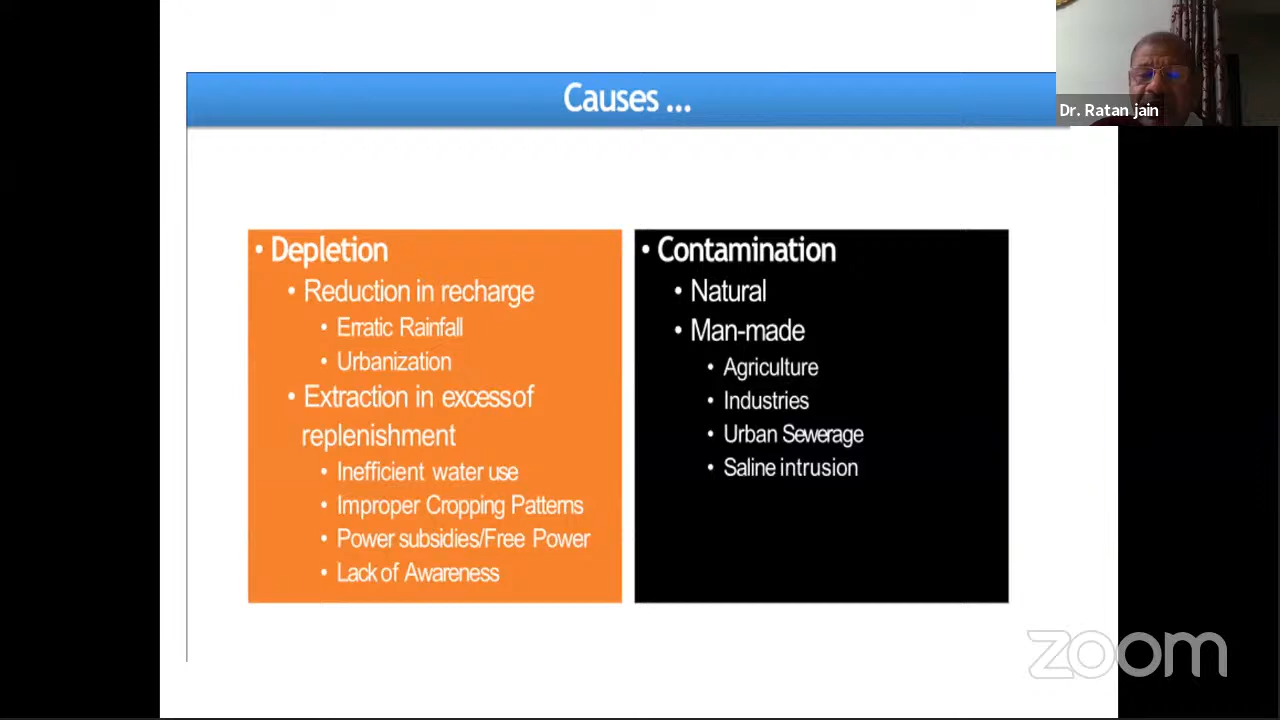 Causes ...
Dr. Ratan jain
• Depletion
• Reduction in recharge
• Erratic Rainfall
• Urbanization
• Extraction in excess of
replenishment
• Inefficient water use
• Improper Cropping Patterns
• Power subsidies/Free Power
• Lack of Awareness
• Contamination
• Natural
• Man-made
• Agriculture
• Industries
• Urban Sewerage
• Saline intrusion
zoom